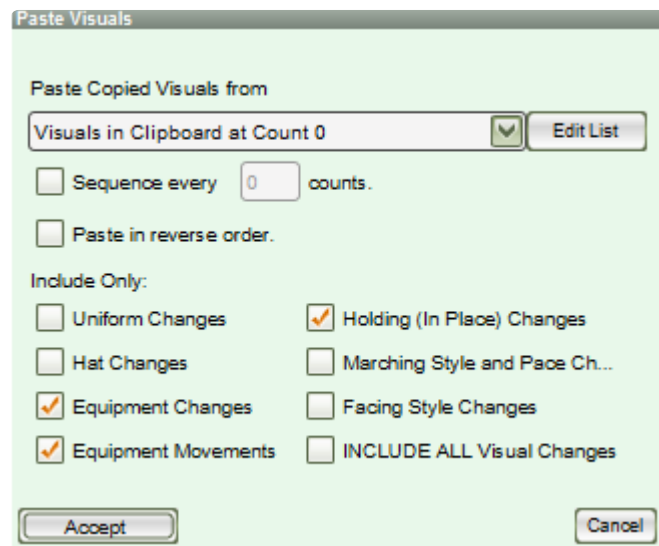 Paste Visuals
Paste Copied Visuals from
Visuals in Clipboard at Count 0
Edit List
Sequence every 0 counts.
Paste in reverse order.
Include Only:
Uniform Changes
Holding (In Place) Changes
Hat Changes
Marching Style and Pace Ch...
Equipment Changes
Facing Style Changes
Equipment Movements
INCLUDE ALL Visual Changes
Accept
Cancel